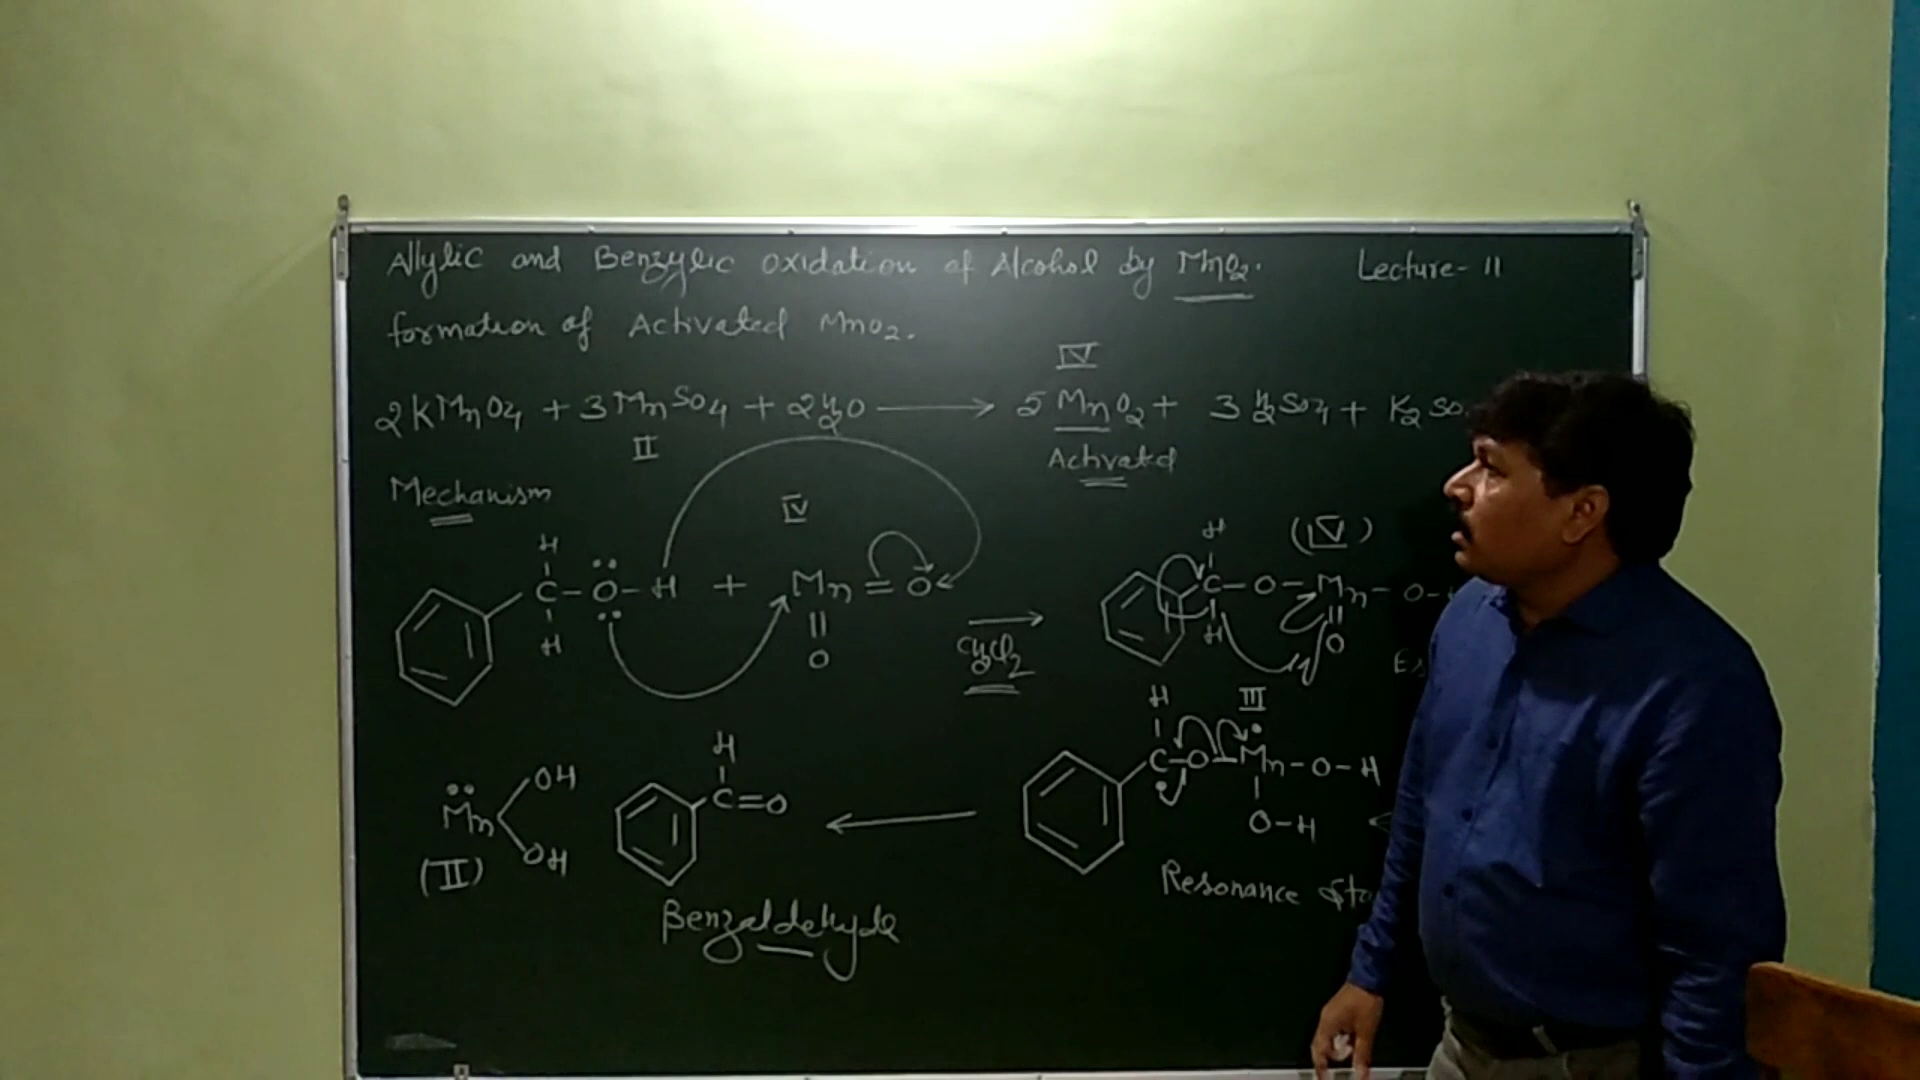 Allylic and Benzylic oxidation of Alcohol by MnO2. Lecture-11
formation of Activated MnO2.
IV
2KMnO4 + 3MnSO4 + 2H2O ⟶ 5MnO2 + 3H2SO4 + K2SO
II
Activated
Mechanism
H IV H (IV)
C-O-H + Mn=O C-O-Mn-O-
H O H O
CH2Cl2
H III
H C-O-Mn-O-H
Mn OH C=O O-H
OH
(II) Resonance
Benzaldehyde